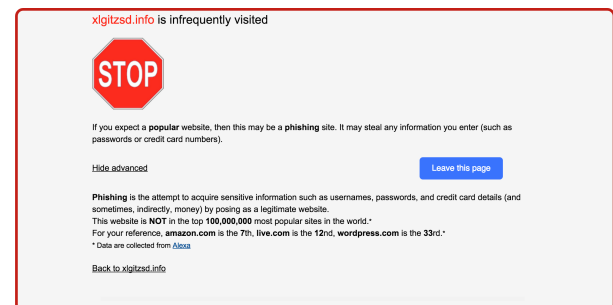 xlgitzsd.info is infrequently visited
STOP
If you expect a popular website, then this may be a phishing site. It may steal any information you enter (such as
passwords or credit card numbers).
Hide advanced
Leave this page
Phishing is the attempt to acquire sensitive information such as usernames, passwords, and credit card details (and
sometimes, indirectly, money) by posing as a legitimate website.
This website is NOT in the top 100,000,000 most popular sites in the world.*
For your reference, amazon.com is the 7th, live.com is the 12nd, wordpress.com is the 33rd.*
* Data are collected from Alexa
Back to xlgitzsd.info